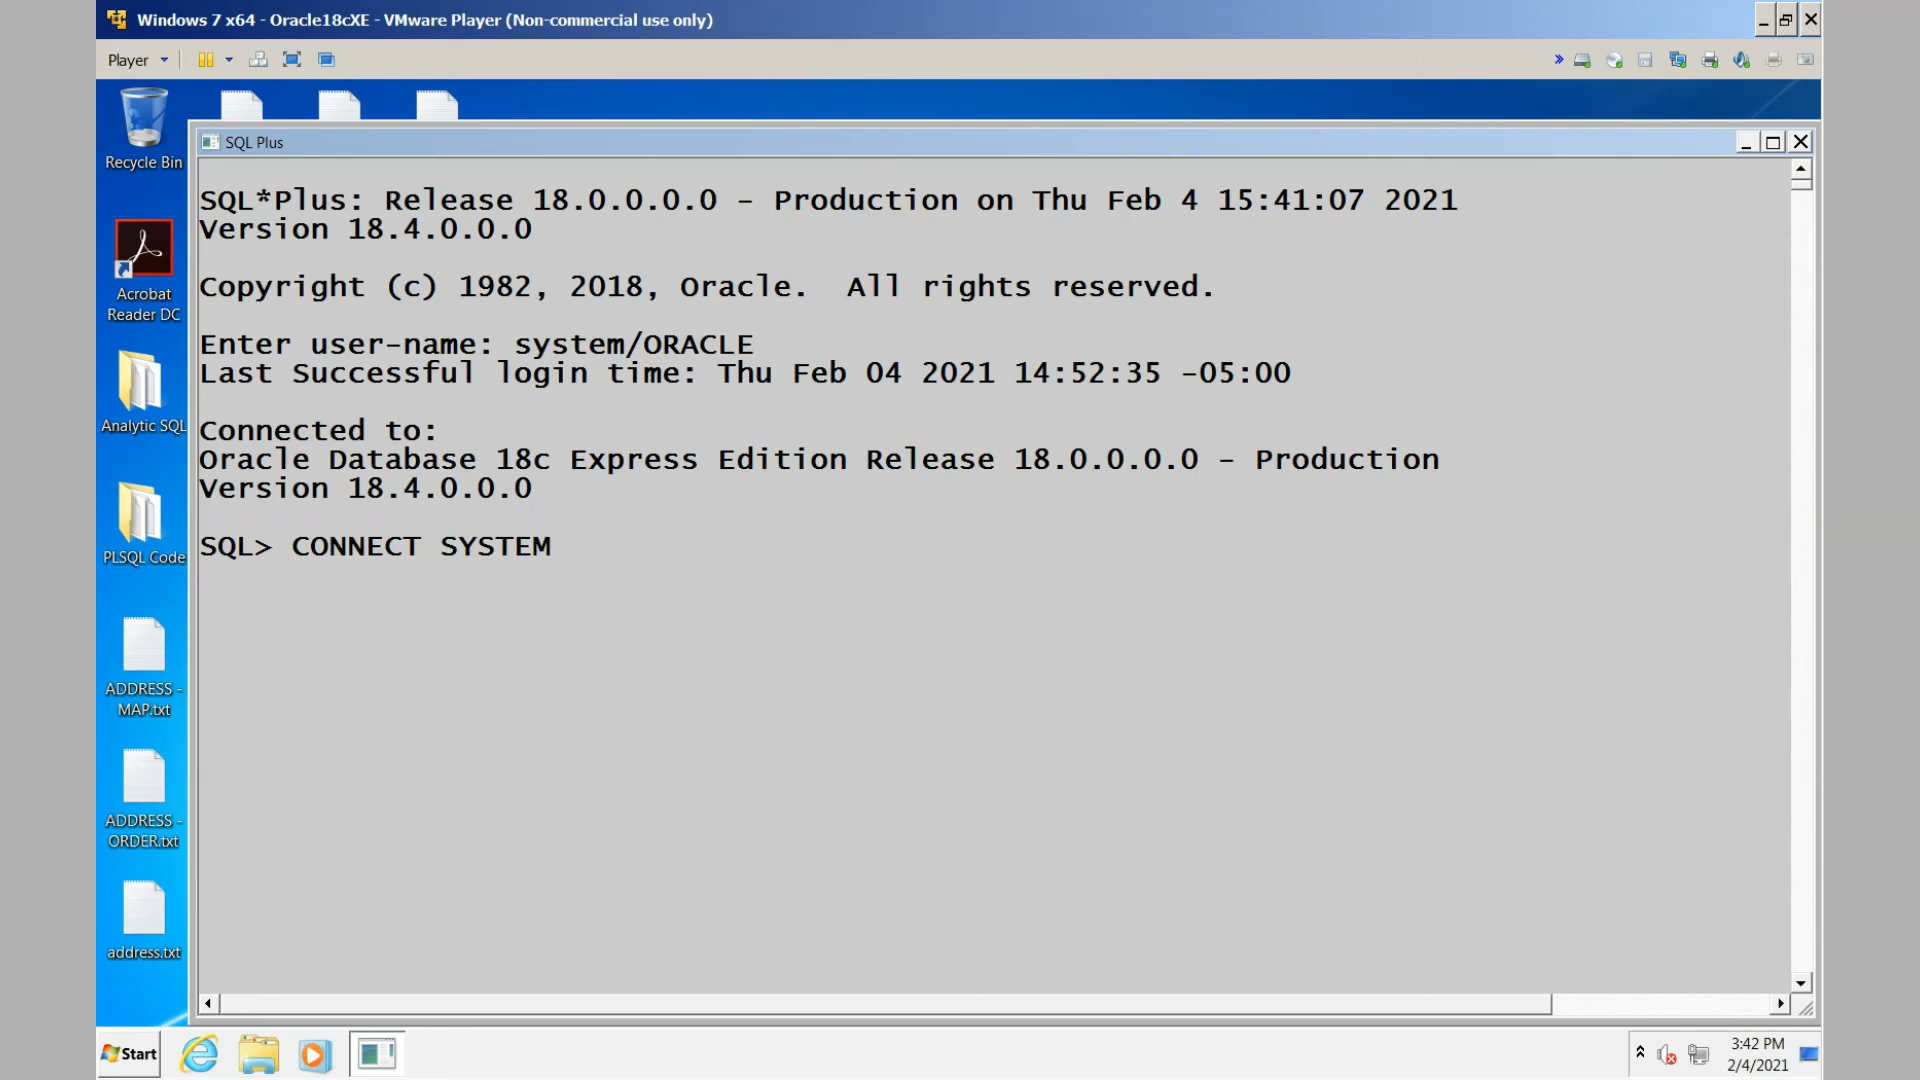 Windows 7 x64 - Oracle18cXE - VMware Player (Non-commercial use only)
Player
Recycle Bin
SQL Plus
SQL*Plus: Release 18.0.0.0.0 - Production on Thu Feb 4 15:41:07 2021
Version 18.4.0.0.0
Copyright (c) 1982, 2018, Oracle.  All rights reserved.
Enter user-name: system/ORACLE
Last Successful login time: Thu Feb 04 2021 14:52:35 -05:00
Connected to:
Oracle Database 18c Express Edition Release 18.0.0.0.0 - Production
Version 18.4.0.0.0
SQL> CONNECT SYSTEM
Acrobat
Reader DC
Analytic SQL
PLSQL Code
ADDRESS -
MAP.txt
ADDRESS -
ORDER.txt
address.txt
Start
3:42 PM
2/4/2021